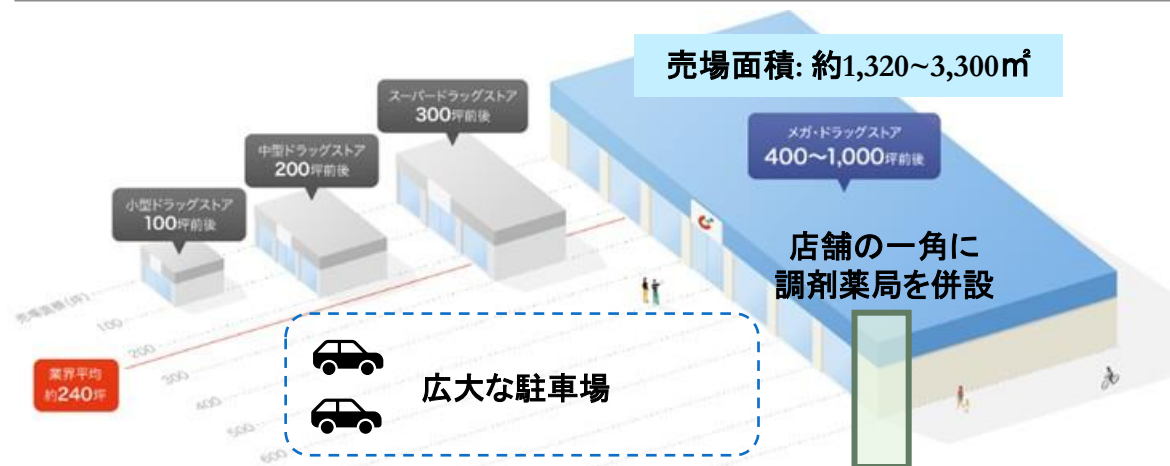 売場面積: 約1,320~3,300㎡
スーパードラッグストア
300坪前後
メガ・ドラッグストア
400〜1,000坪前後
中型ドラッグストア
200坪前後
小型ドラッグストア
100坪前後
店舗の一角に
調剤薬局を併設
売場面積(坪)
100
200
300
400
500
600
業界平均
約240坪
広大な駐車場